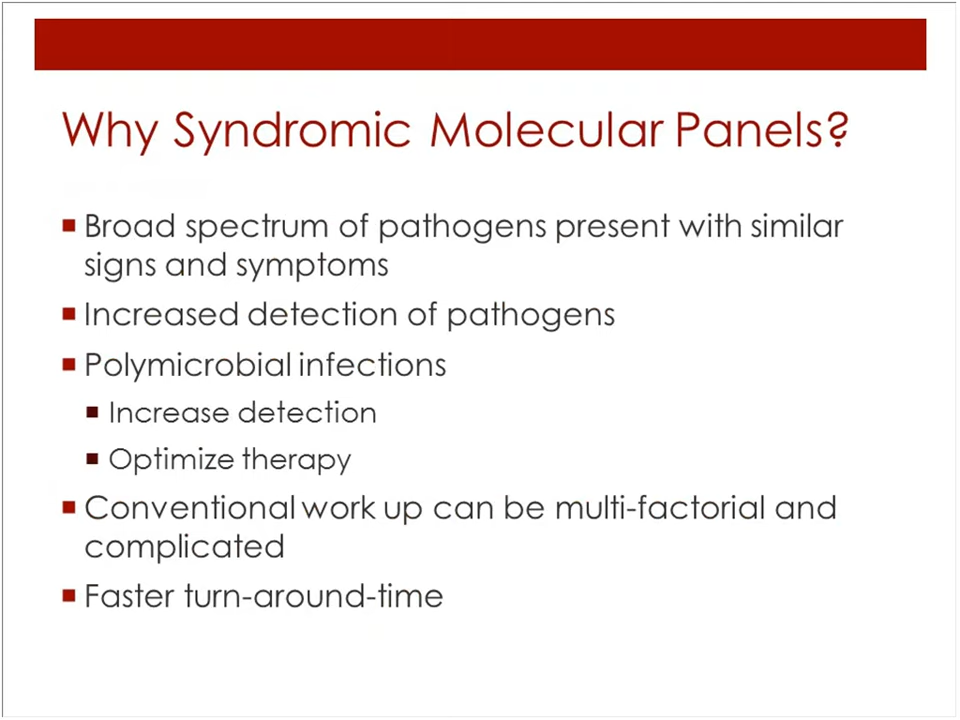 Why Syndromic Molecular Panels?
Broad spectrum of pathogens present with similar
signs and symptoms
Increased detection of pathogens
Polymicrobial infections
Increase detection
Optimize therapy
Conventional work up can be multi-factorial and
complicated
Faster turn-around-time